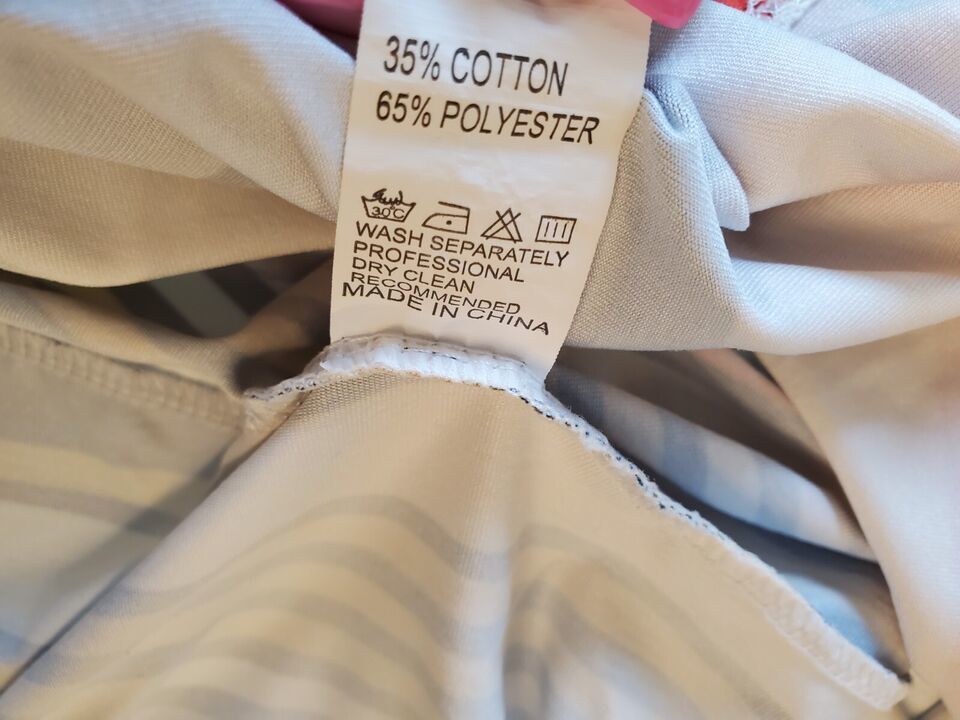 35% COTTON
65% POLYESTER
30°C
WASH SEPARATELY
PROFESSIONAL
DRY CLEAN
RECOMMENDED
MADE IN CHINA